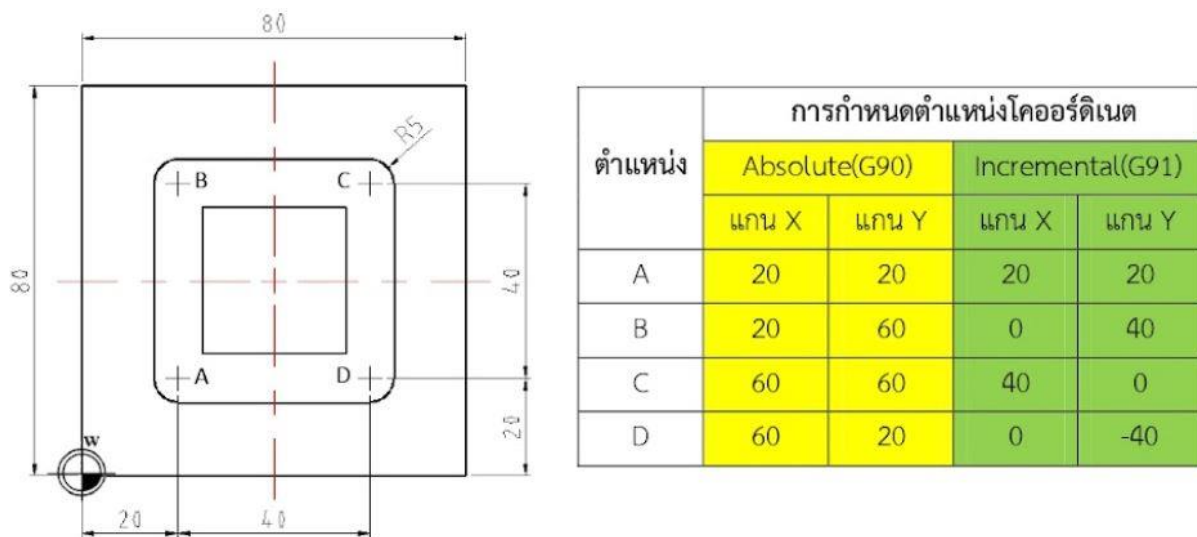 80
80
R5
B
C
A
D
40
20
W
20
40
การกำหนดตำแหน่งโคออร์ดิเนต
ตำแหน่ง
Absolute(G90)
Incremental(G91)
แกน X
แกน Y
แกน X
แกน Y
A 20 20 20 20
B 20 60 0 40
C 60 60 40 0
D 60 20 0 -40